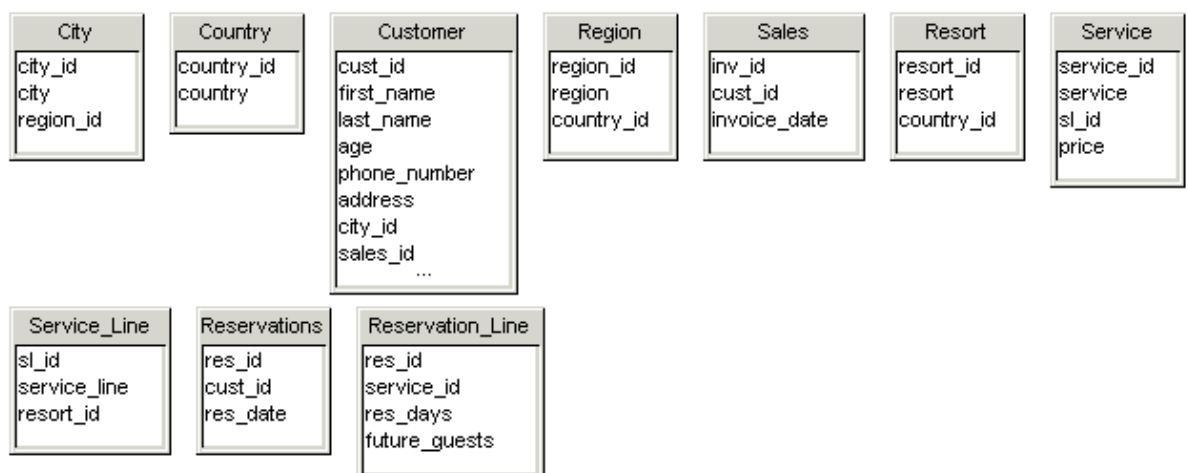 City
city_id
city
region_id
Country
country_id
country
Customer
cust_id
first_name
last_name
age
phone_number
address
city_id
sales_id
...
Region
region_id
region
country_id
Sales
inv_id
cust_id
invoice_date
Resort
resort_id
resort
country_id
Service
service_id
service
sl_id
price
Service_Line
sl_id
service_line
resort_id
Reservations
res_id
cust_id
res_date
Reservation_Line
res_id
service_id
res_days
future_guests